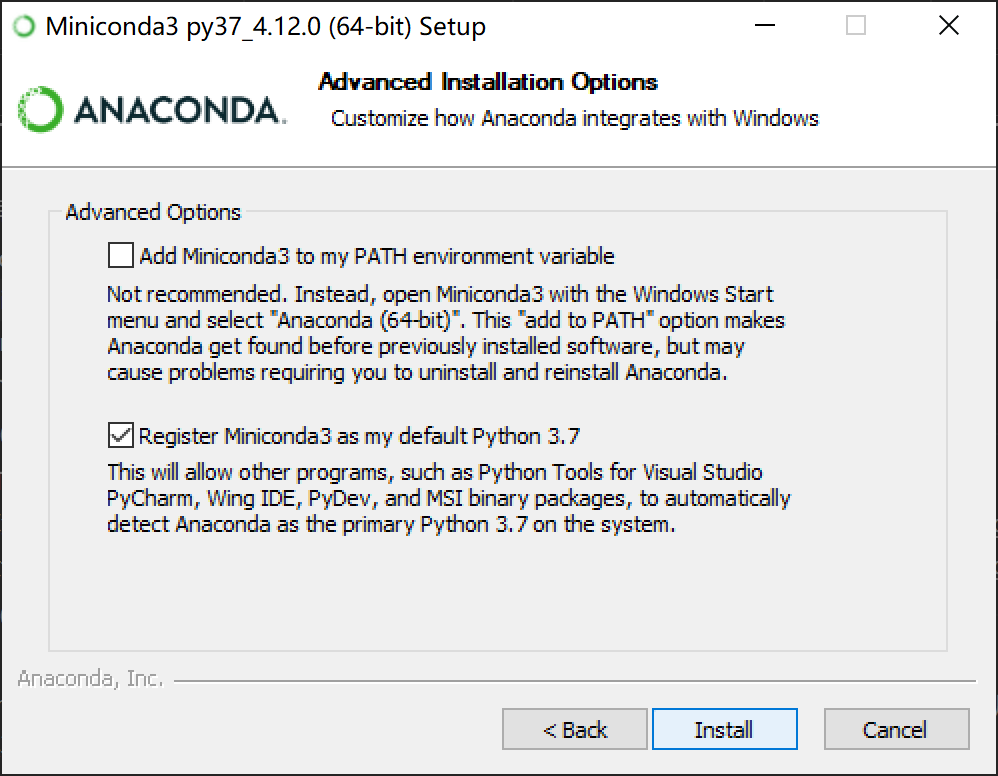 Miniconda3 py37_4.12.0 (64-bit) Setup
ANACONDA.
Advanced Installation Options
Customize how Anaconda integrates with Windows
Advanced Options
Add Miniconda3 to my PATH environment variable
Not recommended. Instead, open Miniconda3 with the Windows Start
menu and select "Anaconda (64-bit)". This "add to PATH" option makes
Anaconda get found before previously installed software, but may
cause problems requiring you to uninstall and reinstall Anaconda.
Register Miniconda3 as my default Python 3.7
This will allow other programs, such as Python Tools for Visual Studio
PyCharm, Wing IDE, PyDev, and MSI binary packages, to automatically
detect Anaconda as the primary Python 3.7 on the system.
Anaconda, Inc.
< Back
Install
Cancel